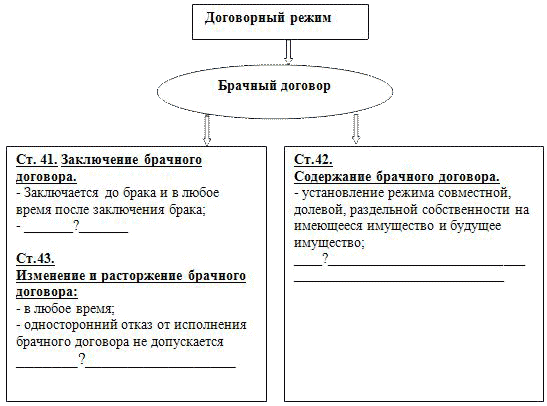 Договорный режим
Брачный договор
Ст. 41. Заключение брачного
договора.
- Заключается до брака и в любое
время после заключения брака;
- _______?_______
Ст.43.
Изменение и расторжение брачного
договора:
- в любое время;
- односторонний отказ от исполнения
брачного договора не допускается
_________?______________________
Ст.42.
Содержание брачного договора.
- установление режима совместной,
долевой, раздельной собственности на
имеющееся имущество и будущее
имущество;
____?____________________________
______________________________